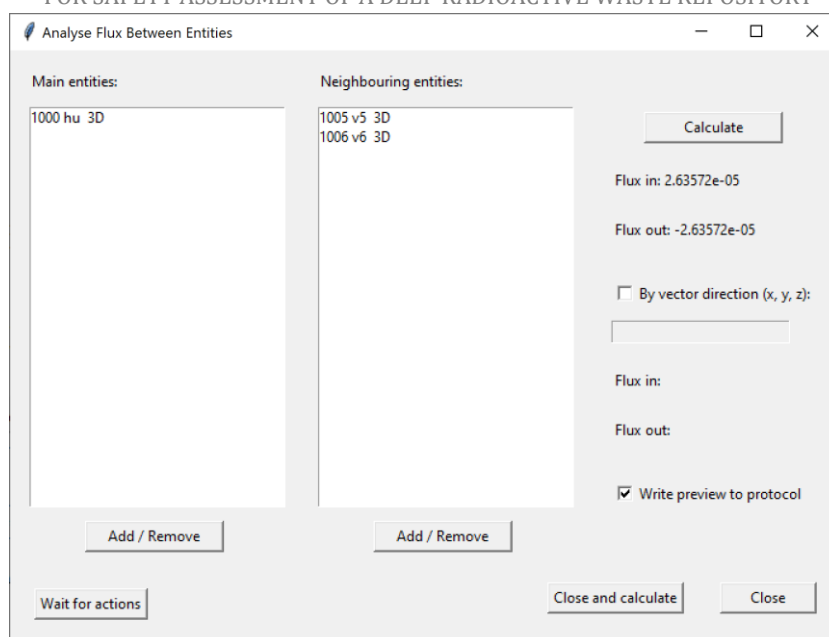 FOR SAFETY ASSESSMENT OF A DEEP RADIOACTIVE WASTE REPOSITORY
Analyse Flux Between Entities
Main entities:
Neighbouring entities:
1000 hu 3D
1005 v5 3D
1006 v6 3D
Calculate
Flux in: 2.63572e-05
Flux out: -2.63572e-05
By vector direction (x, y, z):
Flux in:
Flux out:
Write preview to protocol
Add / Remove
Add / Remove
Wait for actions
Close and calculate
Close